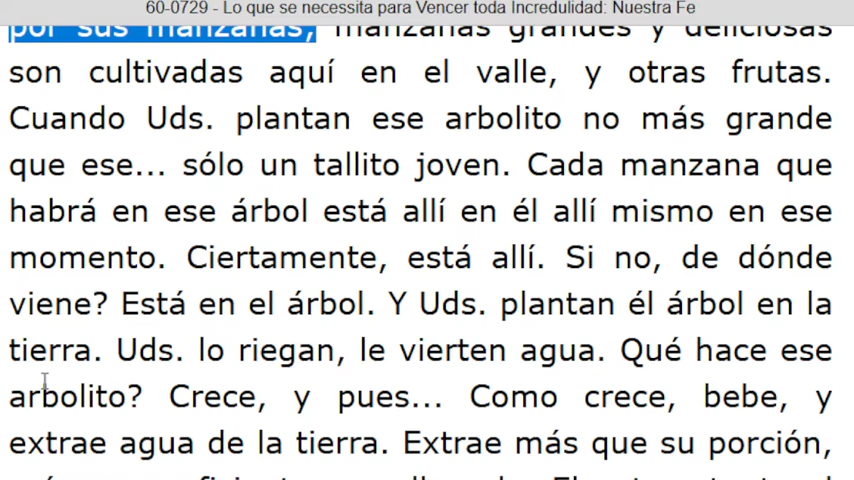 60-0729 - Lo que se necessita para Vencer toda Incredulidad: Nuestra Fe
por sus manzanas, manzanas grandes y deliciosas
son cultivadas aquí en el valle, y otras frutas.
Cuando Uds. plantan ese arbolito no más grande
que ese... sólo un tallito joven. Cada manzana que
habrá en ese árbol está allí en él allí mismo en ese
momento. Ciertamente, está allí. Si no, de dónde
viene? Está en el árbol. Y Uds. plantan él árbol en la
tierra. Uds. lo riegan, le vierten agua. Qué hace ese
arbolito? Crece, y pues... Como crece, bebe, y
extrae agua de la tierra. Extrae más que su porción,